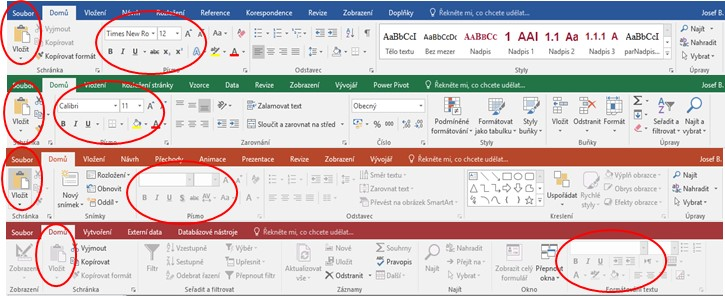 Soubor Domů Vložení Návrh Rozložení Reference Korespondence Revize Zobrazení Doplňky Řekněte mi, co chcete udělat... Josef B.
Vložit Vyjmout Kopírovat Kopírovat formát
Times New Ro 12
B I U abc x₂ x²
AaBbCcI AaBbCcDc AaBbCc 1 AAI 1.1 Aa 1.1.1 A AaBbCcI
Tělo textu Bez mezer Nadpis Nadpis 1 Nadpis 2 Nadpis 3 parNadpis...
Najít Nahradit Vybrat
Schránka Písmo Odstavec Styly Úpravy
Soubor Domů Vložení Rozložení stránky Vzorce Data Revize Zobrazení Vývojář Power Pivot Řekněte mi, co chcete udělat... Josef B.
Vložit
Calibri 11
B I U
Zalamovat text
Sloučit a zarovnat na střed
Obecný
Podmíněné formátování Formátovat jako tabulku Styly buňky
Vložit Odstranit Formát
Seřadit a filtrovat Najít a vybrat
Schránka Písmo Zarovnání Číslo Styly Buňky Úpravy
Soubor Domů Vložení Návrh Přechody Animace Prezentace Revize Zobrazení Vývojář Řekněte mi, co chcete udělat... Josef B.
Vložit
Nový snímek
Rozložení
Obnovit
Oddíl
B I U S abc AV Aa A
Směr textu
Zarovnat text
Převést na obrázek SmartArt
Uspořádat Rychlé styly
Výplň obrazce
Obrys obrazce
Efekty obrazců
Najít
Nahradit
Vybrat
Schránka Snímky Písmo Odstavec Kreslení Úpravy
Soubor Domů Vytvoření Externí data Databázové nástroje Řekněte mi, co chcete udělat... Josef B.
Zobrazení Vložit
Vyjmout
Kopírovat
Kopírovat formát
Filtr
Vzestupně
Sestupně
Odebrat řazení
Výběr
Upřesnit
Přepnout filtr
Aktualizovat vše
Nové
Uložit
Odstranit
Souhrny
Pravopis
Další
Najít
Zobrazit celý formulář Přepnout okna
B I U
A
Zobrazení Schránka Seřadit a filtrovat Záznamy Najít Okno Formátování textu